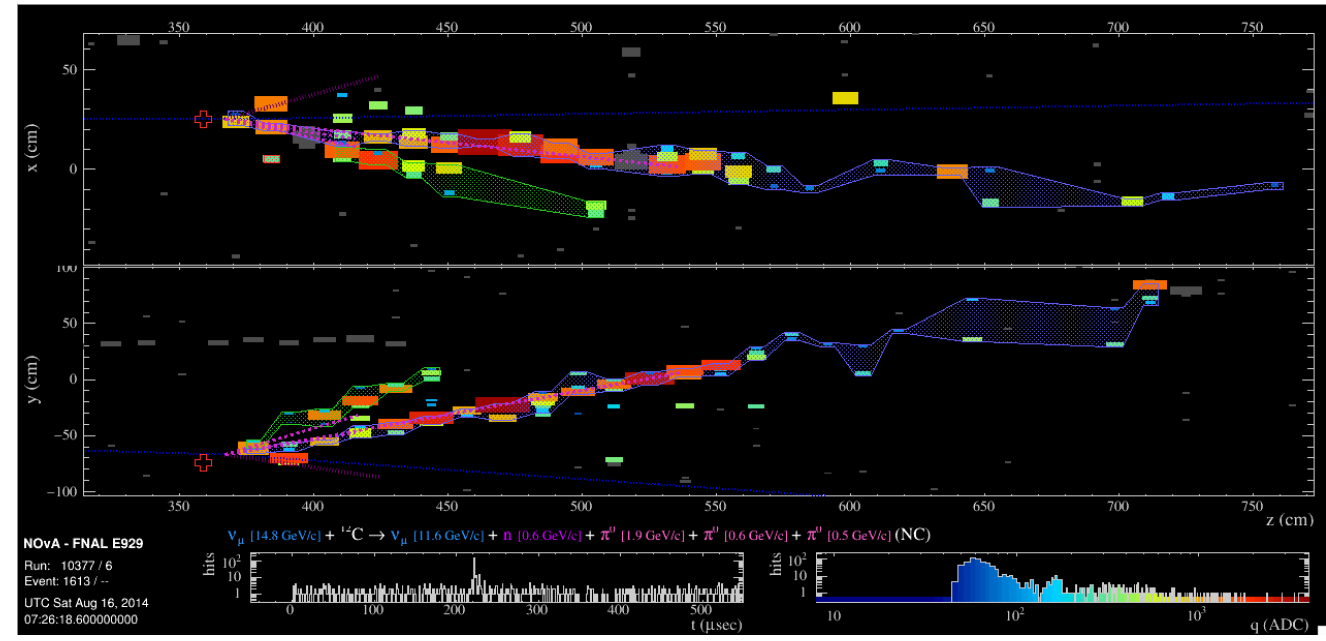 350 400 450 500 550 600 650 700 750
50
0
x (cm)
100
50
0
−50
−100
y (cm)
350 400 450 500 550 600 650 700
z (cm)
νμ [14.8 GeV/c] + ¹²C → νμ [11.6 GeV/c] + n [0.6 GeV/c] + π⁰ [1.9 GeV/c] + π⁰ [0.6 GeV/c] + π⁰ [0.5 GeV/c] (NC)
NOvA - FNAL E929
Run: 10377 / 6
Event: 1613 / --
UTC Sat Aug 16, 2014
07:26:18.600000000
hits
10²
10
1
0 100 200 300 400 500
t (μsec)
hits
10²
10
1
10 10² 10³
q (ADC)